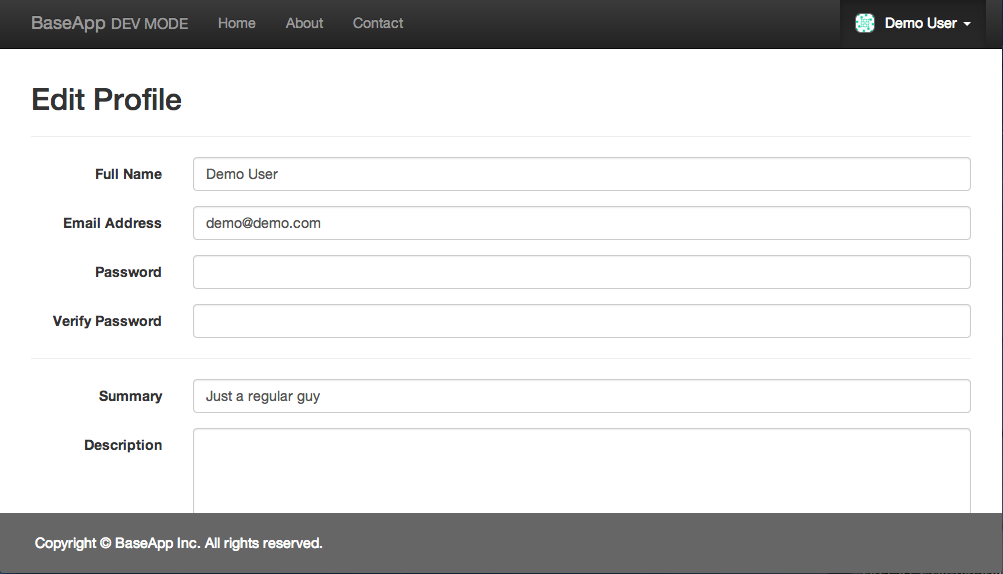 BaseApp DEV MODE Home About Contact Demo User
Edit Profile
Full Name Demo User
Email Address demo@demo.com
Password
Verify Password
Summary Just a regular guy
Description
Copyright © BaseApp Inc. All rights reserved.